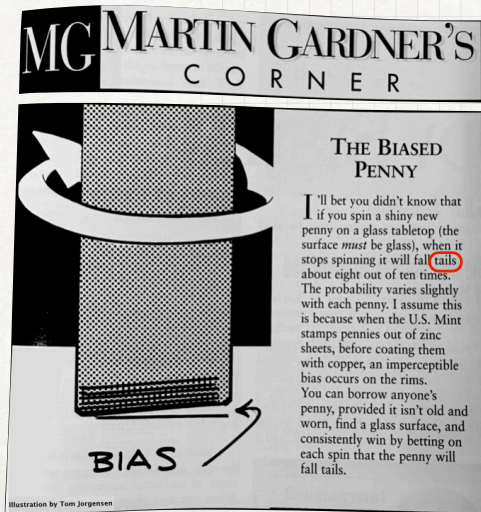 MG MARTIN GARDNER'S
CORNER
THE BIASED
PENNY
I'll bet you didn't know that
if you spin a shiny new
penny on a glass tabletop (the
surface must be glass), when it
stops spinning it will fall tails
about eight out of ten times.
The probability varies slightly
with each penny. I assume this
is because when the U.S. Mint
stamps pennies out of zinc
sheets, before coating them
with copper, an imperceptible
bias occurs on the rims.
You can borrow anyone's
penny, provided it isn't old and
worn, find a glass surface, and
consistently win by betting on
each spin that the penny will
fall tails.
BIAS
Illustration by Tom Jorgensen